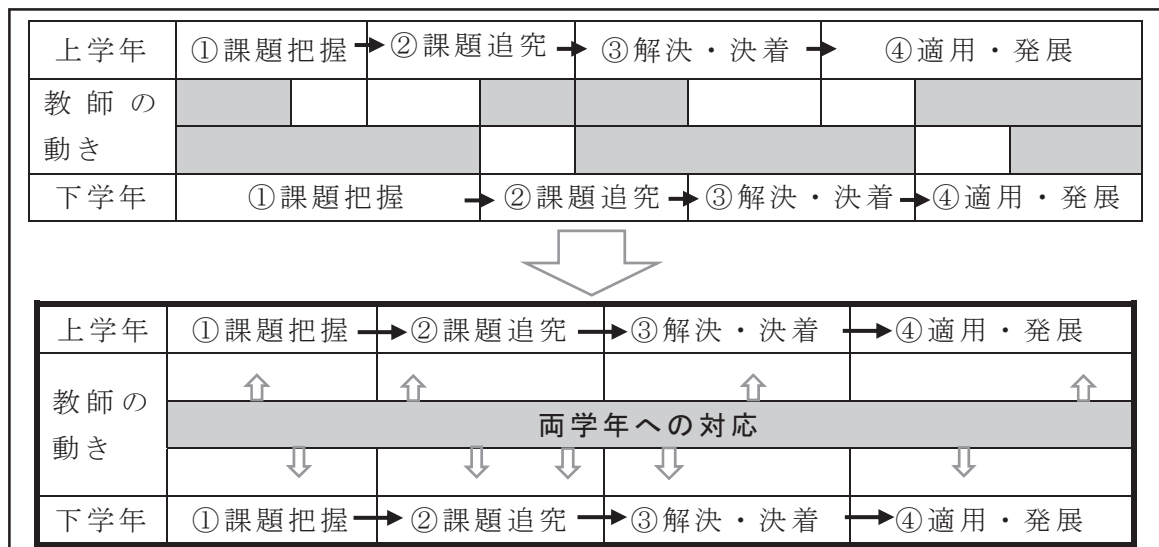 上学年 ①課題把握 ②課題追究 ③解決・決着 ④適用・発展
教師の
動き
下学年 ①課題把握 ②課題追究 ③解決・決着 ④適用・発展
上学年 ①課題把握 ②課題追究 ③解決・決着 ④適用・発展
教師の
動き
両学年への対応
下学年 ①課題把握 ②課題追究 ③解決・決着 ④適用・発展